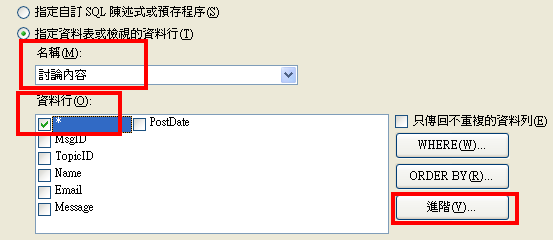 指定自訂 SQL 陳述式或預存程序(S)
指定資料表或檢視的資料行(T)
名稱(M):
討論內容
資料行(O):
* PostDate
MsgID
TopicID
Name
Email
Message
只傳回不重複的資料列(E)
WHERE(W)...
ORDER BY(R)...
進階(V)...